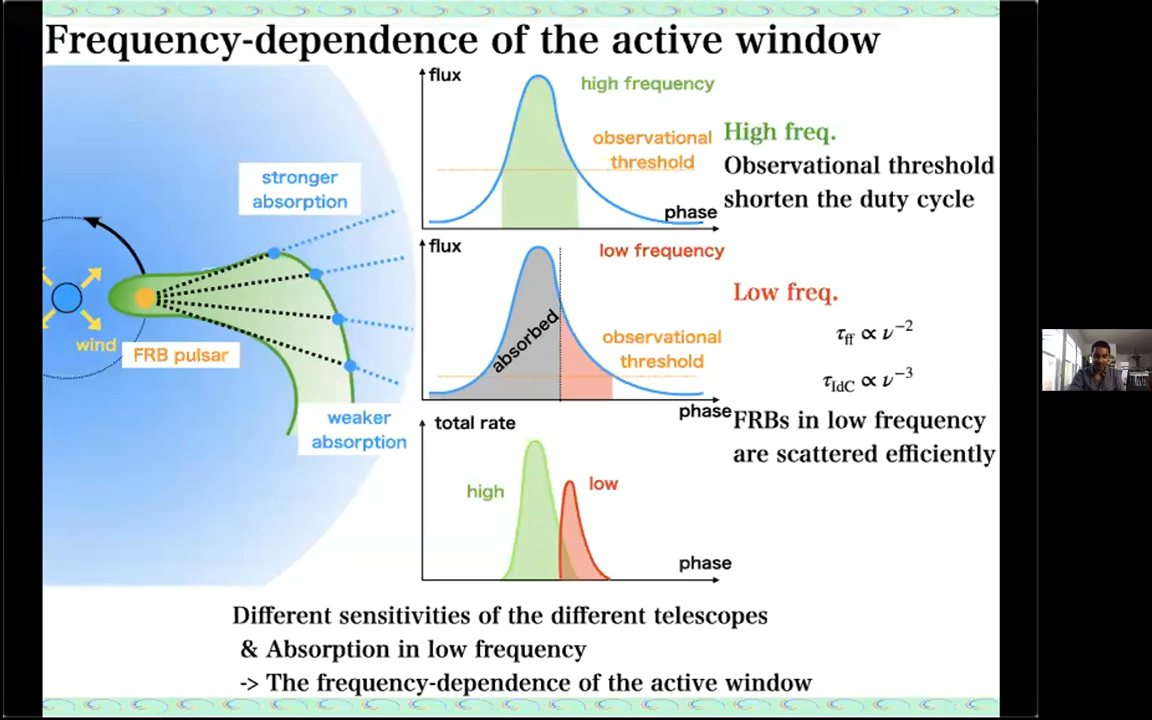 Frequency-dependence of the active window
stronger
absorption
wind
FRB pulsar
weaker
absorption
flux
high frequency
observational
threshold
phase
High freq.
Observational threshold
shorten the duty cycle
flux
low frequency
absorbed
observational
threshold
phase
Low freq.
τff ∝ ν⁻²
τIdC ∝ ν⁻³
FRBs in low frequency
are scattered efficiently
total rate
high
low
phase
Different sensitivities of the different telescopes
& Absorption in low frequency
-> The frequency-dependence of the active window